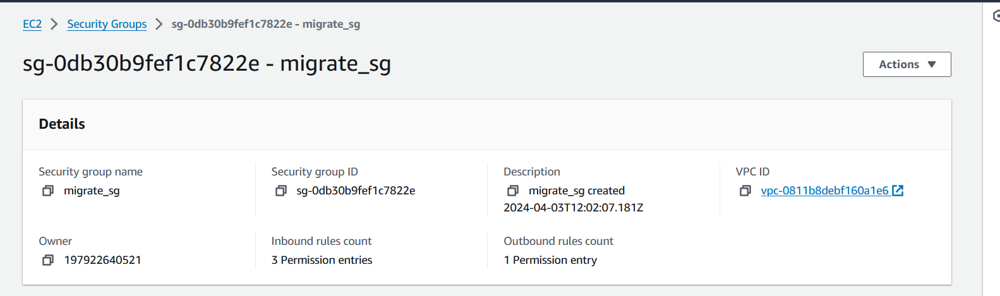 EC2 > Security Groups > sg-0db30b9fef1c7822e - migrate_sg
sg-0db30b9fef1c7822e - migrate_sg
Actions
Details
Security group name
migrate_sg
Security group ID
sg-0db30b9fef1c7822e
Description
migrate_sg created
2024-04-03T12:02:07.181Z
VPC ID
vpc-0811b8debf160a1e6
Owner
197922640521
Inbound rules count
3 Permission entries
Outbound rules count
1 Permission entry